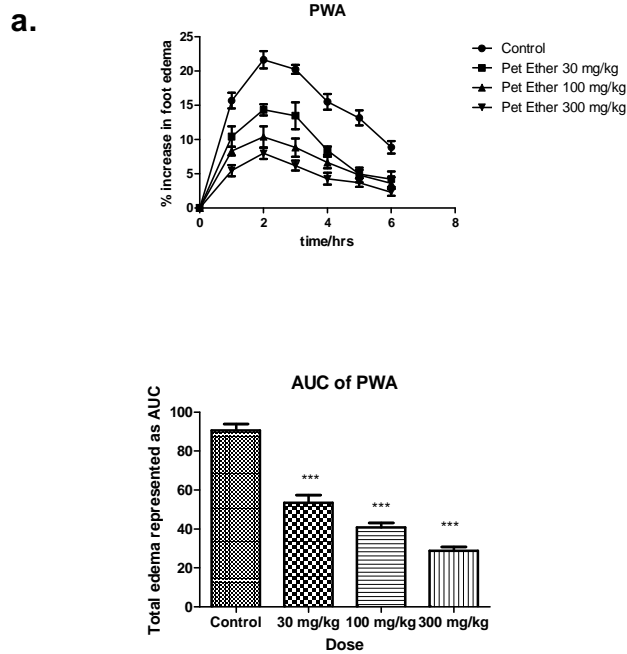 a.
PWA
% increase in foot edema
25
20
15
10
5
0
0
2
4
6
8
time/hrs
Control
Pet Ether 30 mg/kg
Pet Ether 100 mg/kg
Pet Ether 300 mg/kg
AUC of PWA
Total edema represented as AUC
100
80
60
40
20
0
***
***
***
Control
30 mg/kg
100 mg/kg
300 mg/kg
Dose